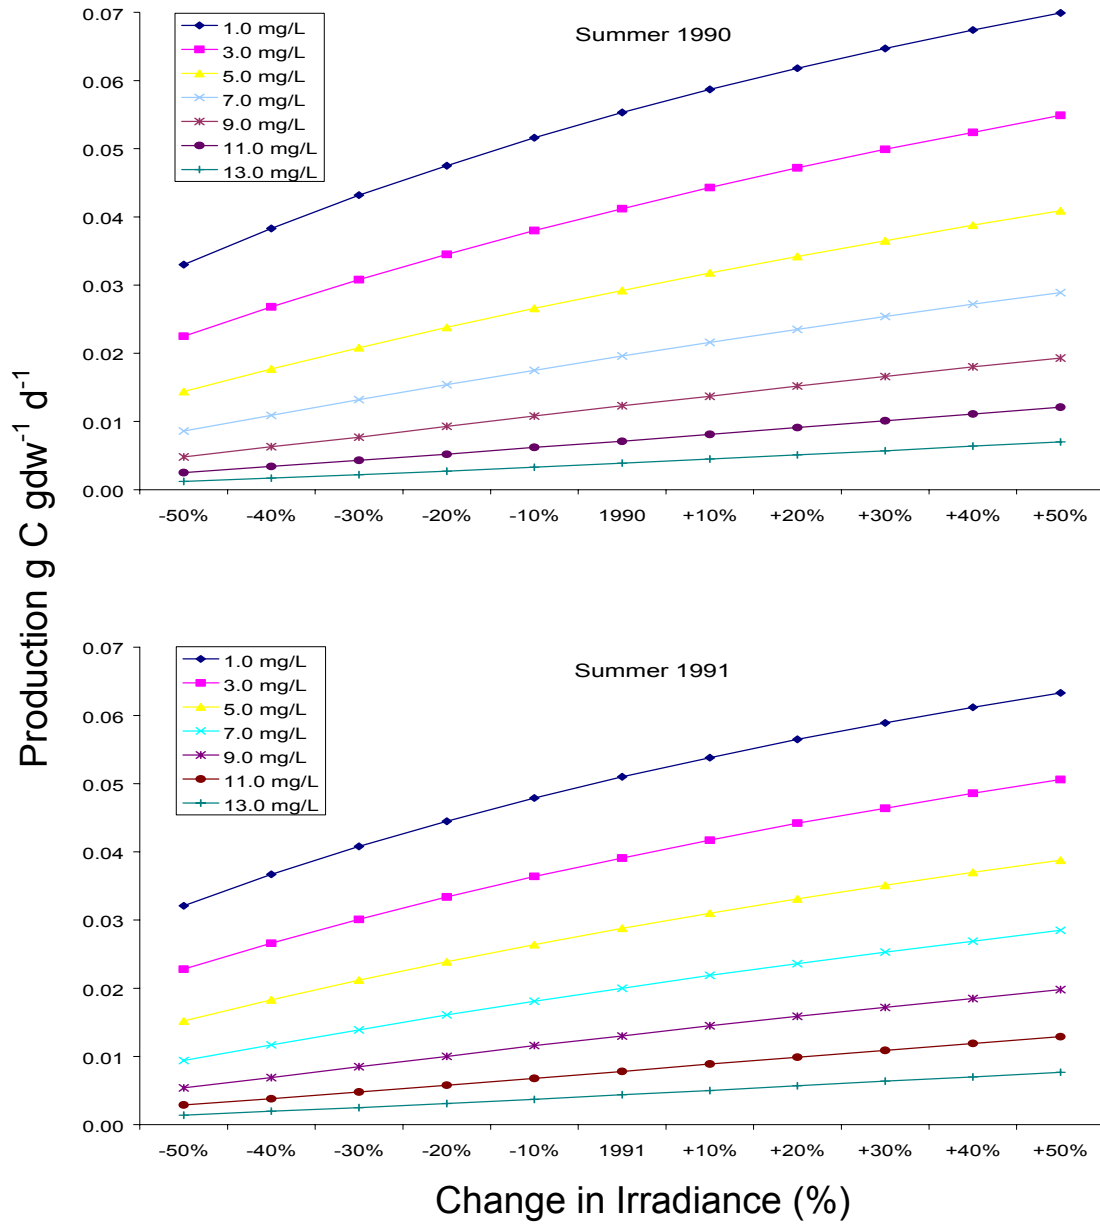 Production g C gdw⁻¹ d⁻¹
Summer 1990
1.0 mg/L
3.0 mg/L
5.0 mg/L
7.0 mg/L
9.0 mg/L
11.0 mg/L
13.0 mg/L
0.07
0.06
0.05
0.04
0.03
0.02
0.01
0.00
-50% -40% -30% -20% -10% 1990 +10% +20% +30% +40% +50%
Summer 1991
1.0 mg/L
3.0 mg/L
5.0 mg/L
7.0 mg/L
9.0 mg/L
11.0 mg/L
13.0 mg/L
0.07
0.06
0.05
0.04
0.03
0.02
0.01
0.00
-50% -40% -30% -20% -10% 1991 +10% +20% +30% +40% +50%
Change in Irradiance (%)